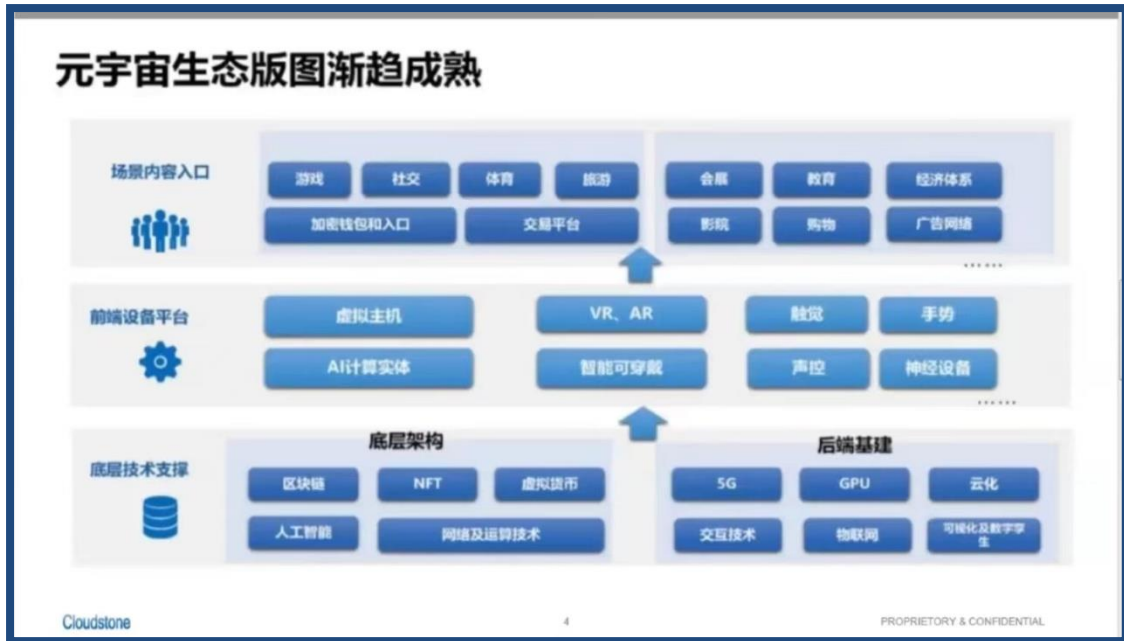 元宇宙生态版图渐趋成熟
场景内容入口
游戏
社交
体育
旅游
加密钱包和入口
交易平台
会展
教育
经济体系
影院
购物
广告网络
……
前端设备平台
虚拟主机
VR、AR
触觉
手势
AI计算实体
智能可穿戴
声控
神经设备
……
底层技术支撑
底层架构
区块链
NFT
虚拟货币
人工智能
网络及运算技术
后端基建
5G
GPU
云化
交互技术
物联网
可视化及数字孪
生
Cloudstone
4
PROPRIETORY & CONFIDENTIAL